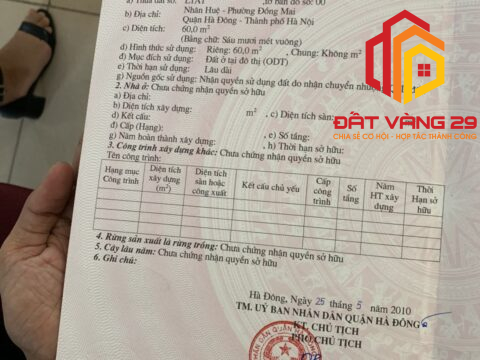 b) Địa chỉ: Nhân Huệ - Phường Đồng Mai
Quận Hà Đông - Thành phố Hà Nội
c) Diện tích: 60,0 m²
(Bằng chữ: Sáu mươi mét vuông)
d) Hình thức sử dụng: Riêng: 60,0 m², Chung: Không m²
đ) Mục đích sử dụng: Đất ở tại đô thị (ODT)
e) Thời hạn sử dụng: Lâu dài
g) Nguồn gốc sử dụng: Nhận quyền sử dụng đất do nhận chuyển
2. Nhà ở: Chưa chứng nhận quyền sở hữu
a) Địa chỉ:
b) Diện tích xây dựng: m², c) Diện tích sàn:
d) Kết cấu:
đ) Cấp (Hạng): , e) Số tầng:
g) Năm hoàn thành xây dựng: , h) Thời hạn sở hữu:
3. Công trình xây dựng khác: Chưa chứng nhận quyền sở hữu
Tên công trình:
Hạng mục Công trình
Diện tích xây dựng (m²)
Diện tích sàn hoặc công xuất
Kết cấu chủ yếu
Cấp công trình
Số tầng
Năm HT xây dựng
Thời Hạn sở hữu
4. Rừng sản xuất là rừng trồng: Chưa chứng nhận quyền sở hữu
5. Cây lâu năm: Chưa chứng nhận quyền sở hữu
6. Ghi chú:
Hà Đông, Ngày 25 tháng 5 năm 2010
TM. UỶ BAN NHÂN DÂN QUẬN HÀ ĐÔNG
KT. CHỦ TỊCH
PHÓ CHỦ TỊCH
ĐẤT VÀNG 29
CHIA SẺ CƠ HỘI - HỢP TÁC THÀNH CÔNG